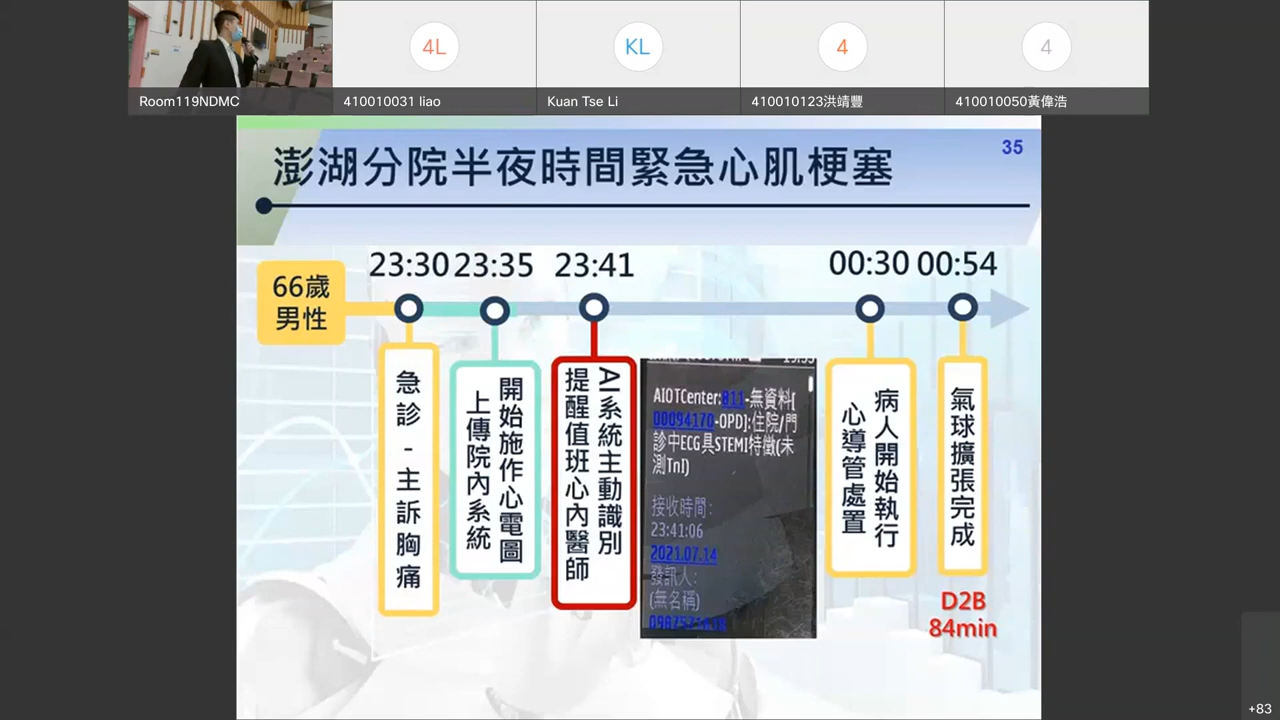 4L
KL
4
4
Room119NDMC
410010031 liao
Kuan Tse Li
410010123洪靖豐
410010050黃偉浩
澎湖分院半夜時間緊急心肌梗塞
35
66歲
男性
23:30
23:35
23:41
00:30
00:54
急診-主訴胸痛
開始施作心電圖
上傳院內系統
AI系統主動識別
提醒值班心內醫師
AIOTCenter:811-無資料[
00094170-OPD]:住院/門
診中ECG具STEMI特徵(未
測TnI)
接收時間:
23:41:06
2021.07.14
發訊人:
(無名稱)
病人開始執行
心導管處置
氣球擴張完成
D2B
84min
+83